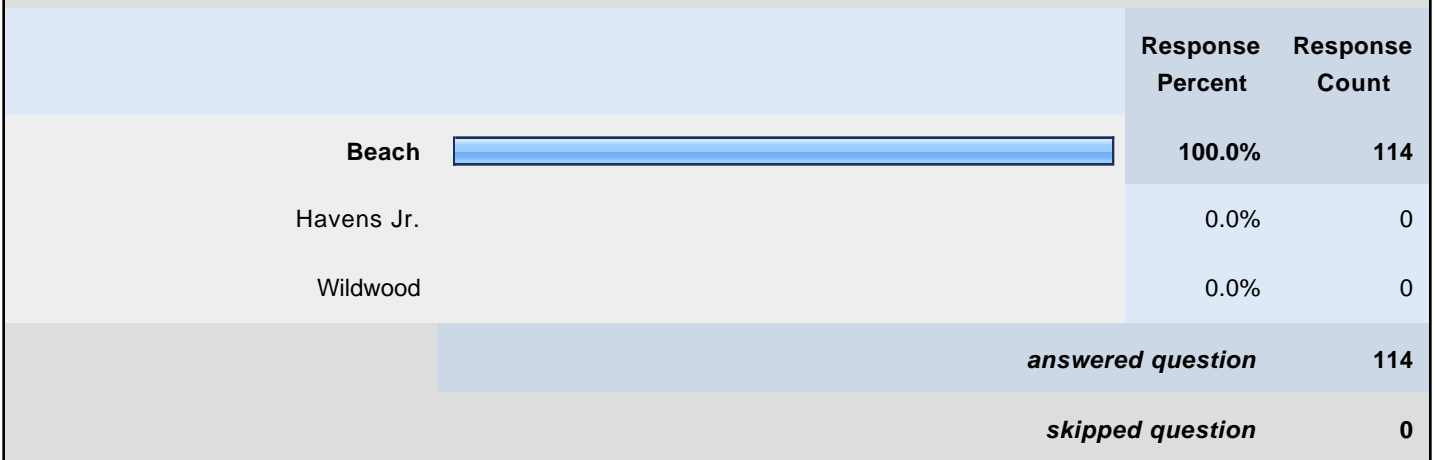 Response Percent Response Count
Beach 100.0% 114
Havens Jr. 0.0% 0
Wildwood 0.0% 0
answered question 114
skipped question 0